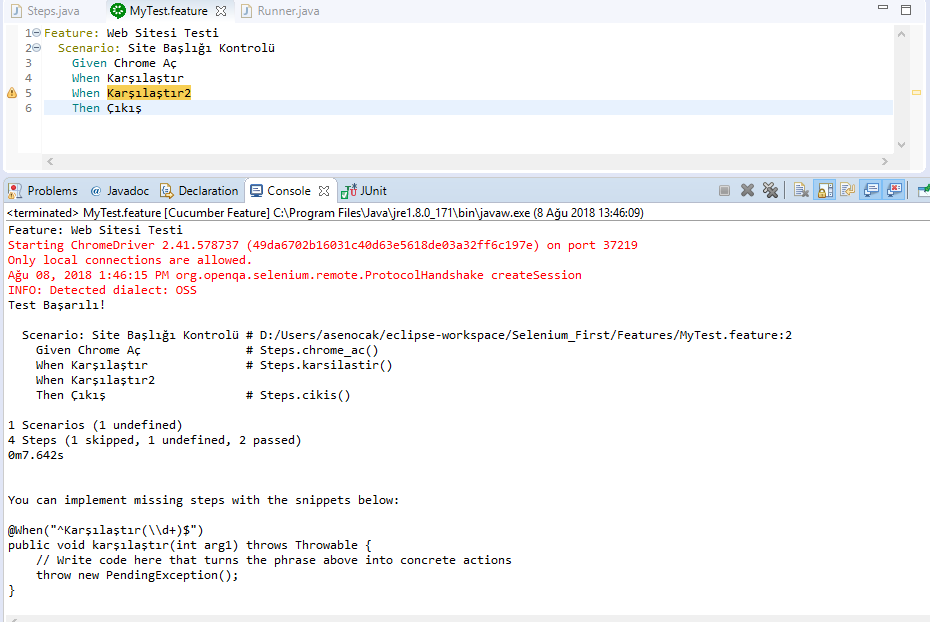 Steps.java MyTest.feature Runner.java
1 Feature: Web Sitesi Testi
2 Scenario: Site Başlığı Kontrolü
3 Given Chrome Aç
4 When Karşılaştır
5 When Karşılaştır2
6 Then Çıkış
Problems @ Javadoc Declaration Console JUnit
<terminated> MyTest.feature [Cucumber Feature] C:\Program Files\Java\jre1.8.0_171\bin\javaw.exe (8 Ağu 2018 13:46:09)
Feature: Web Sitesi Testi
Starting ChromeDriver 2.41.578737 (49da6702b16031c40d63e5618de03a32ff6c197e) on port 37219
Only local connections are allowed.
Ağu 08, 2018 1:46:15 PM org.openqa.selenium.remote.ProtocolHandshake createSession
INFO: Detected dialect: OSS
Test Başarılı!
Scenario: Site Başlığı Kontrolü # D:/Users/asenocak/eclipse-workspace/Selenium_First/Features/MyTest.feature:2
Given Chrome Aç # Steps.chrome_ac()
When Karşılaştır # Steps.karsilastir()
When Karşılaştır2
Then Çıkış # Steps.cikis()
1 Scenarios (1 undefined)
4 Steps (1 skipped, 1 undefined, 2 passed)
0m7.642s
You can implement missing steps with the snippets below:
@When("^Karşılaştır(\\d+)$")
public void karşılaştır(int arg1) throws Throwable {
// Write code here that turns the phrase above into concrete actions
throw new PendingException();
}